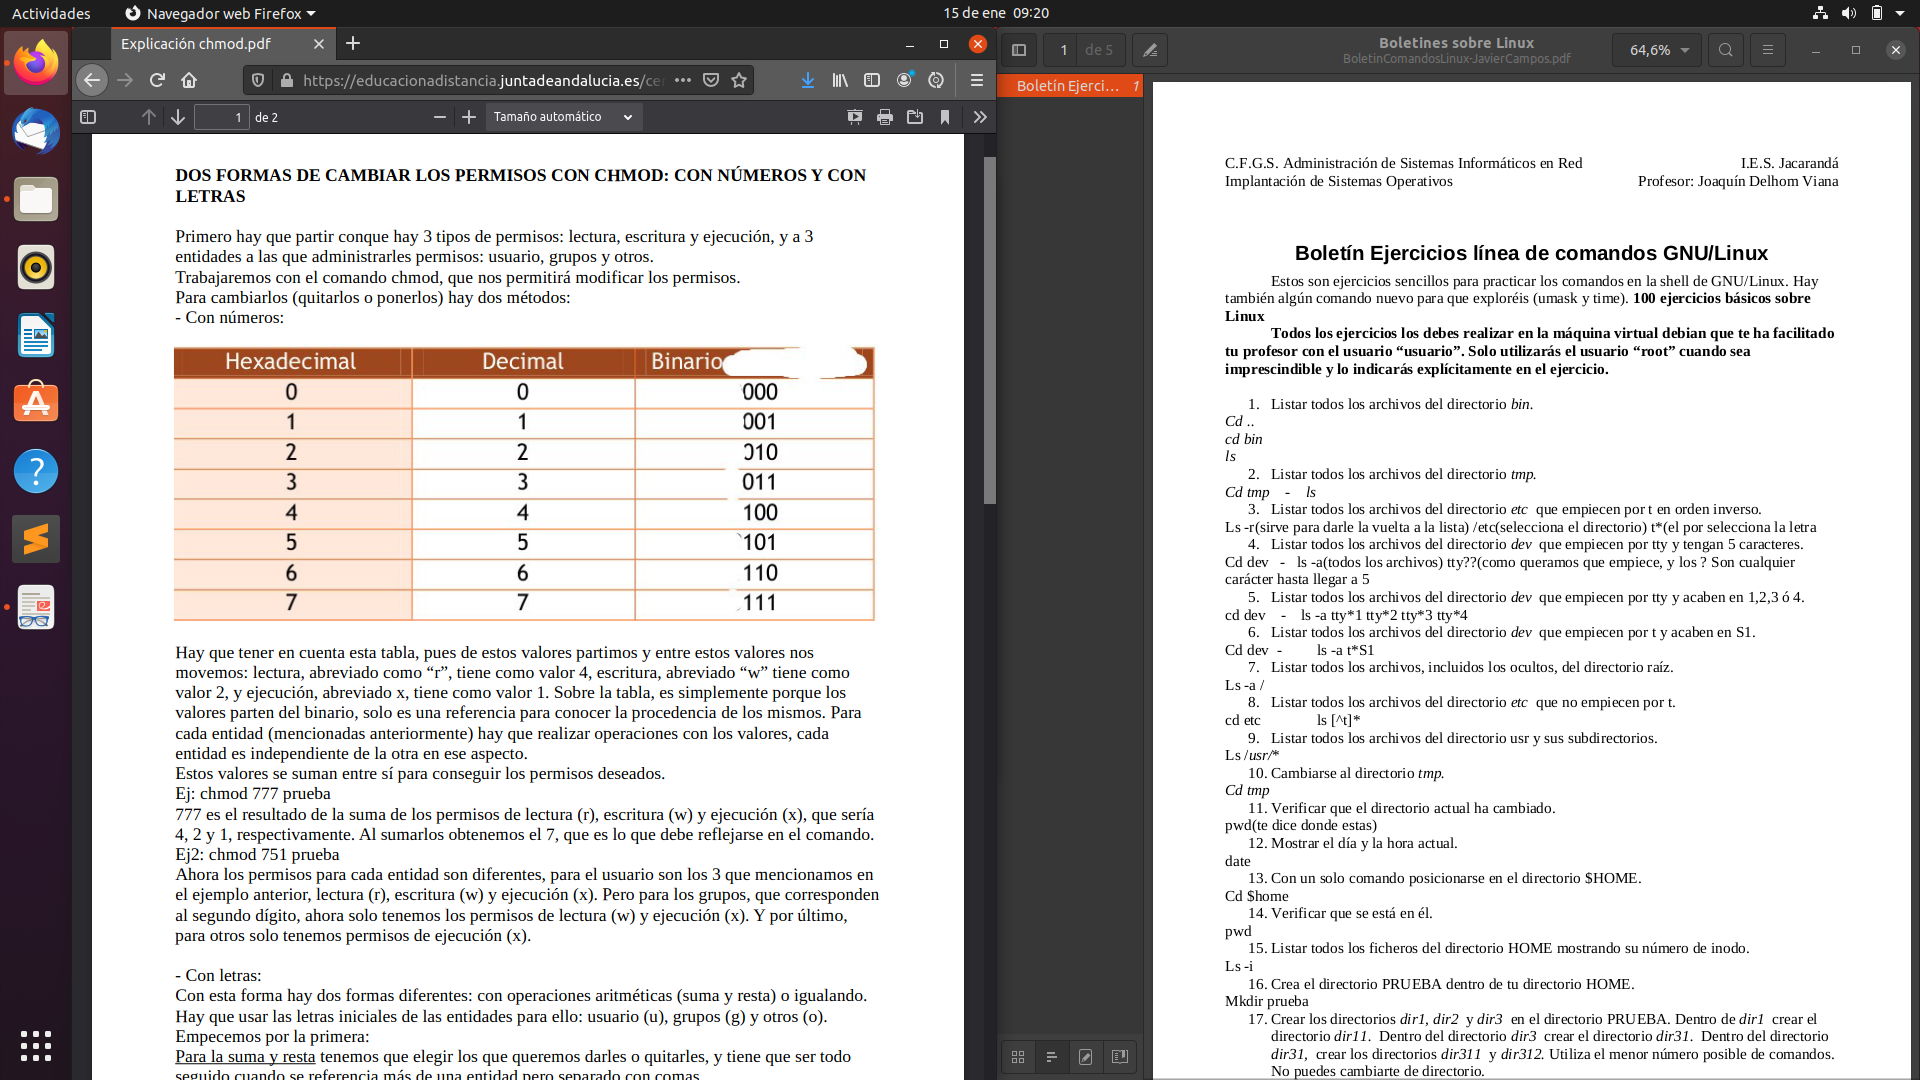 Actividades
Navegador web Firefox
15 de ene 09:20
Explicación chmod.pdf
https://educacionadistancia.juntadeandalucia.es/ce
1 de 2
Tamaño automático
DOS FORMAS DE CAMBIAR LOS PERMISOS CON CHMOD: CON NÚMEROS Y CON
LETRAS
Primero hay que partir conque hay 3 tipos de permisos: lectura, escritura y ejecución, y a 3
entidades a las que administrarles permisos: usuario, grupos y otros.
Trabajaremos con el comando chmod, que nos permitirá modificar los permisos.
Para cambiarlos (quitarlos o ponerlos) hay dos métodos:
- Con números:
Hexadecimal Decimal Binario
0 0 000
1 1 001
2 2 010
3 3 011
4 4 100
5 5 101
6 6 110
7 7 111
Hay que tener en cuenta esta tabla, pues de estos valores partimos y entre estos valores nos
movemos: lectura, abreviado como “r”, tiene como valor 4, escritura, abreviado “w” tiene como
valor 2, y ejecución, abreviado x, tiene como valor 1. Sobre la tabla, es simplemente porque los
valores parten del binario, solo es una referencia para conocer la procedencia de los mismos. Para
cada entidad (mencionadas anteriormente) hay que realizar operaciones con los valores, cada
entidad es independiente de la otra en ese aspecto.
Estos valores se suman entre sí para conseguir los permisos deseados.
Ej: chmod 777 prueba
777 es el resultado de la suma de los permisos de lectura (r), escritura (w) y ejecución (x), que sería
4, 2 y 1, respectivamente. Al sumarlos obtenemos el 7, que es lo que debe reflejarse en el comando.
Ej2: chmod 751 prueba
Ahora los permisos para cada entidad son diferentes, para el usuario son los 3 que mencionamos en
el ejemplo anterior, lectura (r), escritura (w) y ejecución (x). Pero para los grupos, que corresponden
al segundo dígito, ahora solo tenemos los permisos de lectura (w) y ejecución (x). Y por último,
para otros solo tenemos permisos de ejecución (x).
- Con letras:
Con esta forma hay dos formas diferentes: con operaciones aritméticas (suma y resta) o igualando.
Hay que usar las letras iniciales de las entidades para ello: usuario (u), grupos (g) y otros (o).
Empecemos por la primera:
Para la suma y resta tenemos que elegir los que queremos darles o quitarles, y tiene que ser todo
seguido cuando se referencia más de una entidad pero separado con comas.
1 de 5
Boletines sobre Linux
BoletinComandosLinux-JavierCampos.pdf
64,6%
Boletín Ejerci… 1
C.F.G.S. Administración de Sistemas Informáticos en Red I.E.S. Jacarandá
Implantación de Sistemas Operativos Profesor: Joaquín Delhom Viana
Boletín Ejercicios línea de comandos GNU/Linux
Estos son ejercicios sencillos para practicar los comandos en la shell de GNU/Linux. Hay
también algún comando nuevo para que exploréis (umask y time). 100 ejercicios básicos sobre
Linux
Todos los ejercicios los debes realizar en la máquina virtual debian que te ha facilitado
tu profesor con el usuario “usuario”. Solo utilizarás el usuario “root” cuando sea
imprescindible y lo indicarás explícitamente en el ejercicio.
1. Listar todos los archivos del directorio bin.
Cd ..
cd bin
ls
2. Listar todos los archivos del directorio tmp.
Cd tmp - ls
3. Listar todos los archivos del directorio etc que empiecen por t en orden inverso.
Ls -r(sirve para darle la vuelta a la lista) /etc(selecciona el directorio) t*(el por selecciona la letra
4. Listar todos los archivos del directorio dev que empiecen por tty y tengan 5 caracteres.
Cd dev - ls -a(todos los archivos) tty??(como queramos que empiece, y los ? Son cualquier
carácter hasta llegar a 5
5. Listar todos los archivos del directorio dev que empiecen por tty y acaben en 1,2,3 ó 4.
cd dev - ls -a tty*1 tty*2 tty*3 tty*4
6. Listar todos los archivos del directorio dev que empiecen por t y acaben en S1.
Cd dev - ls -a t*S1
7. Listar todos los archivos, incluidos los ocultos, del directorio raíz.
Ls -a /
8. Listar todos los archivos del directorio etc que no empiecen por t.
cd etc ls [^t]*
9. Listar todos los archivos del directorio usr y sus subdirectorios.
Ls /usr/*
10. Cambiarse al directorio tmp.
Cd tmp
11. Verificar que el directorio actual ha cambiado.
pwd(te dice donde estas)
12. Mostrar el día y la hora actual.
date
13. Con un solo comando posicionarse en el directorio $HOME.
Cd $home
14. Verificar que se está en él.
pwd
15. Listar todos los ficheros del directorio HOME mostrando su número de inodo.
Ls -i
16. Crea el directorio PRUEBA dentro de tu directorio HOME.
Mkdir prueba
17. Crear los directorios dir1, dir2 y dir3 en el directorio PRUEBA. Dentro de dir1 crear el
directorio dir11. Dentro del directorio dir3 crear el directorio dir31. Dentro del directorio
dir31, crear los directorios dir311 y dir312. Utiliza el menor número posible de comandos.
No puedes cambiarte de directorio.